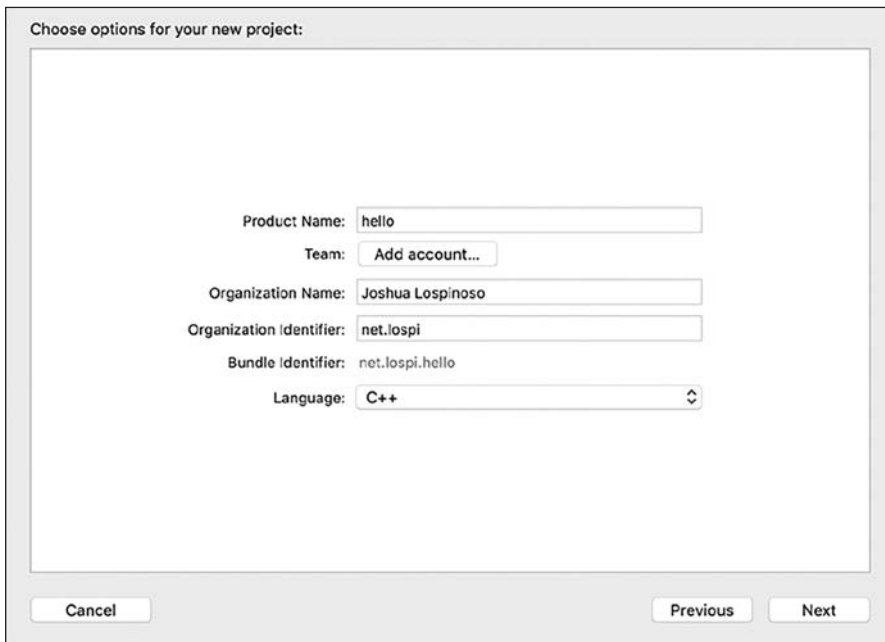 Choose options for your new project:
Product Name: hello
Team: Add account...
Organization Name: Joshua Lospinoso
Organization Identifier: net.lospi
Bundle Identifier: net.lospi.hello
Language: C++
Cancel Previous Next